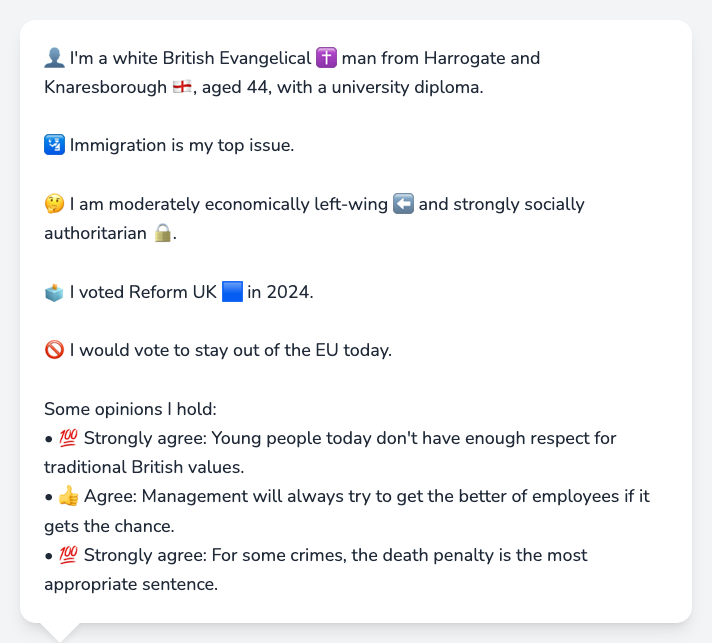 👤 I'm a white British Evangelical ✝️ man from Harrogate and
Knaresborough 🏴󠁧󠁢󠁥󠁮󠁧󠁿, aged 44, with a university diploma.
🛂 Immigration is my top issue.
🤔 I am moderately economically left-wing ⬅️ and strongly socially
authoritarian 🔒.
🗳️ I voted Reform UK 🟦 in 2024.
🚫 I would vote to stay out of the EU today.
Some opinions I hold:
• 💯 Strongly agree: Young people today don't have enough respect for
traditional British values.
• 👍 Agree: Management will always try to get the better of employees if it
gets the chance.
• 💯 Strongly agree: For some crimes, the death penalty is the most
appropriate sentence.